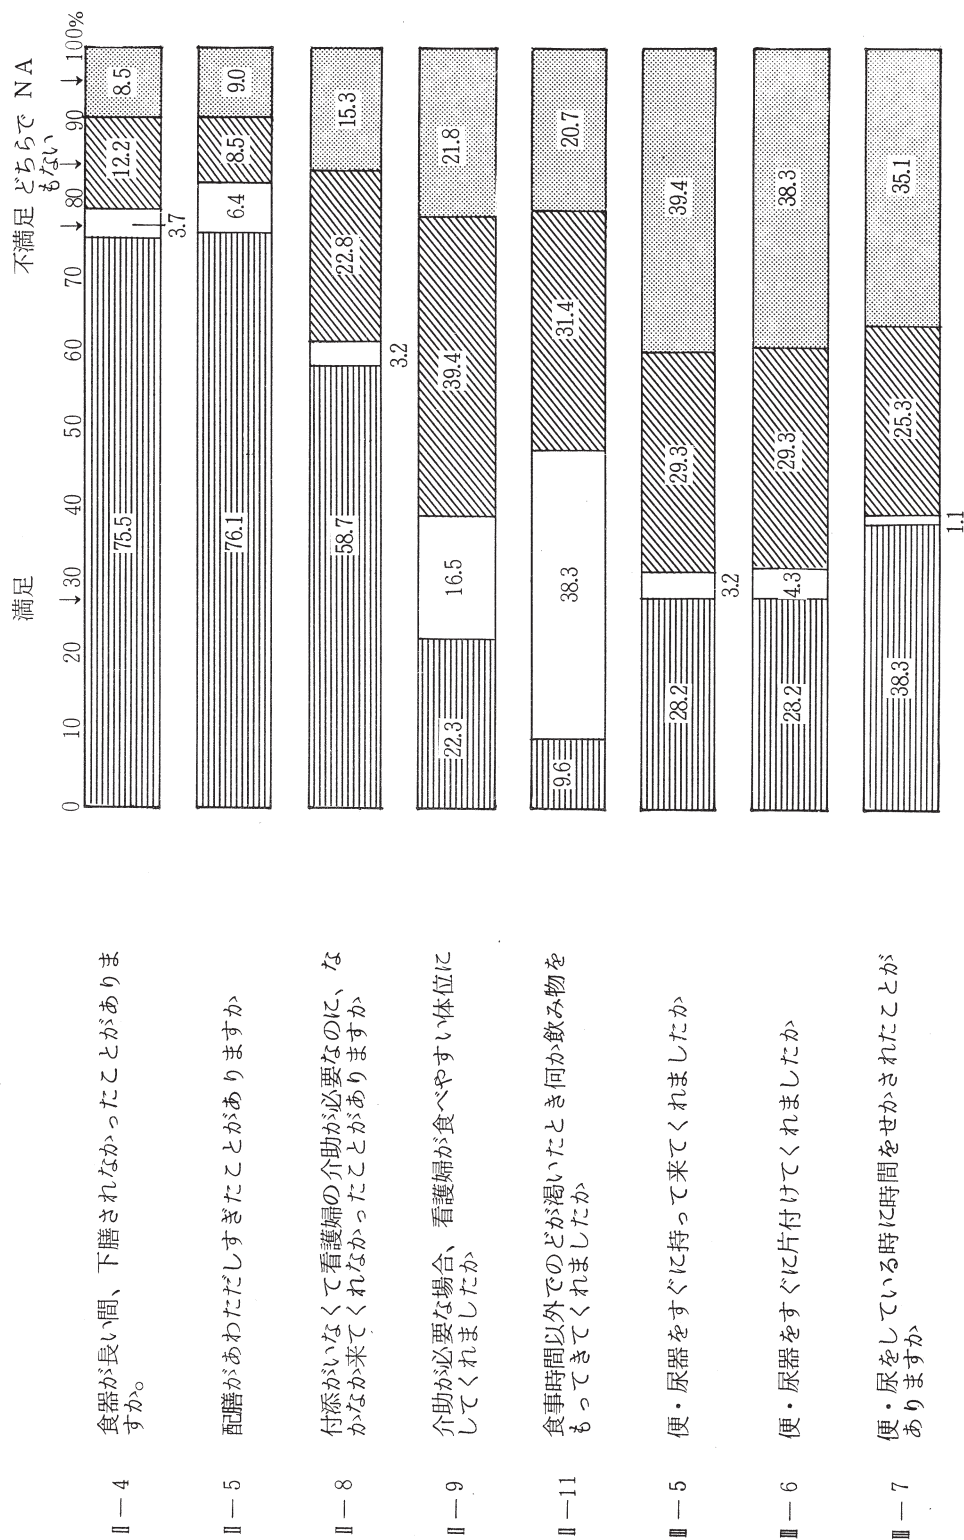 満足
不満足
どちらで
もない
NA
0 10 20 30 40 50 60 70 80 90 100%
Ⅱ－4 食器が長い間、下膳されなかったことがありま
すか。
75.5 3.7 12.2 8.5
Ⅱ－5 配膳があわただしすぎたことがありますか
76.1 6.4 8.5 9.0
Ⅱ－8 付添がいなくて看護婦の介助が必要なのに、な
かなか来てくれなかったことがありますか
58.7 3.2 22.8 15.3
Ⅱ－9 介助が必要な場合、看護婦が食べやすい体位に
してくれましたか
22.3 16.5 39.4 21.8
Ⅱ－11 食事時間以外でのどが渇いたとき何か飲み物を
もってきてくれましたか
9.6 38.3 31.4 20.7
Ⅲ－5 便・尿器をすぐに持って来てくれましたか
28.2 3.2 29.3 39.4
Ⅲ－6 便・尿器をすぐに片付けてくれましたか
28.2 4.3 29.3 38.3
Ⅲ－7 便・尿をしている時に時間をせかされたことが
ありますか
38.3 1.1 25.3 35.1